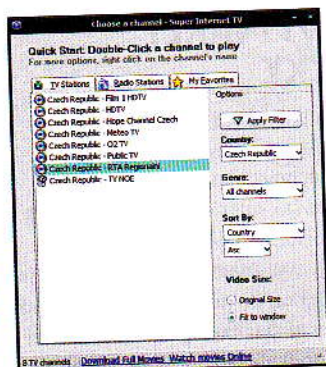 Choose a channel - Super Internet TV
Quick Start: Double-Click a channel to play
For more options, right click on the channel's name
TV Stations
Radio Stations
My Favorites
Czech Republic - Film 1 HDTV
Czech Republic - HDTV
Czech Republic - Hope Channel Czech
Czech Republic - Meteo TV
Czech Republic - O2 TV
Czech Republic - Public TV
Czech Republic - RTA Regionalni
Czech Republic - TV NOE
Options
Apply Filter
Country:
Czech Republic
Genre:
All channels
Sort By:
Country
Asc
Video Size:
Original Size
Fit to window
8 TV channels Download Full Movies Watch movies Online